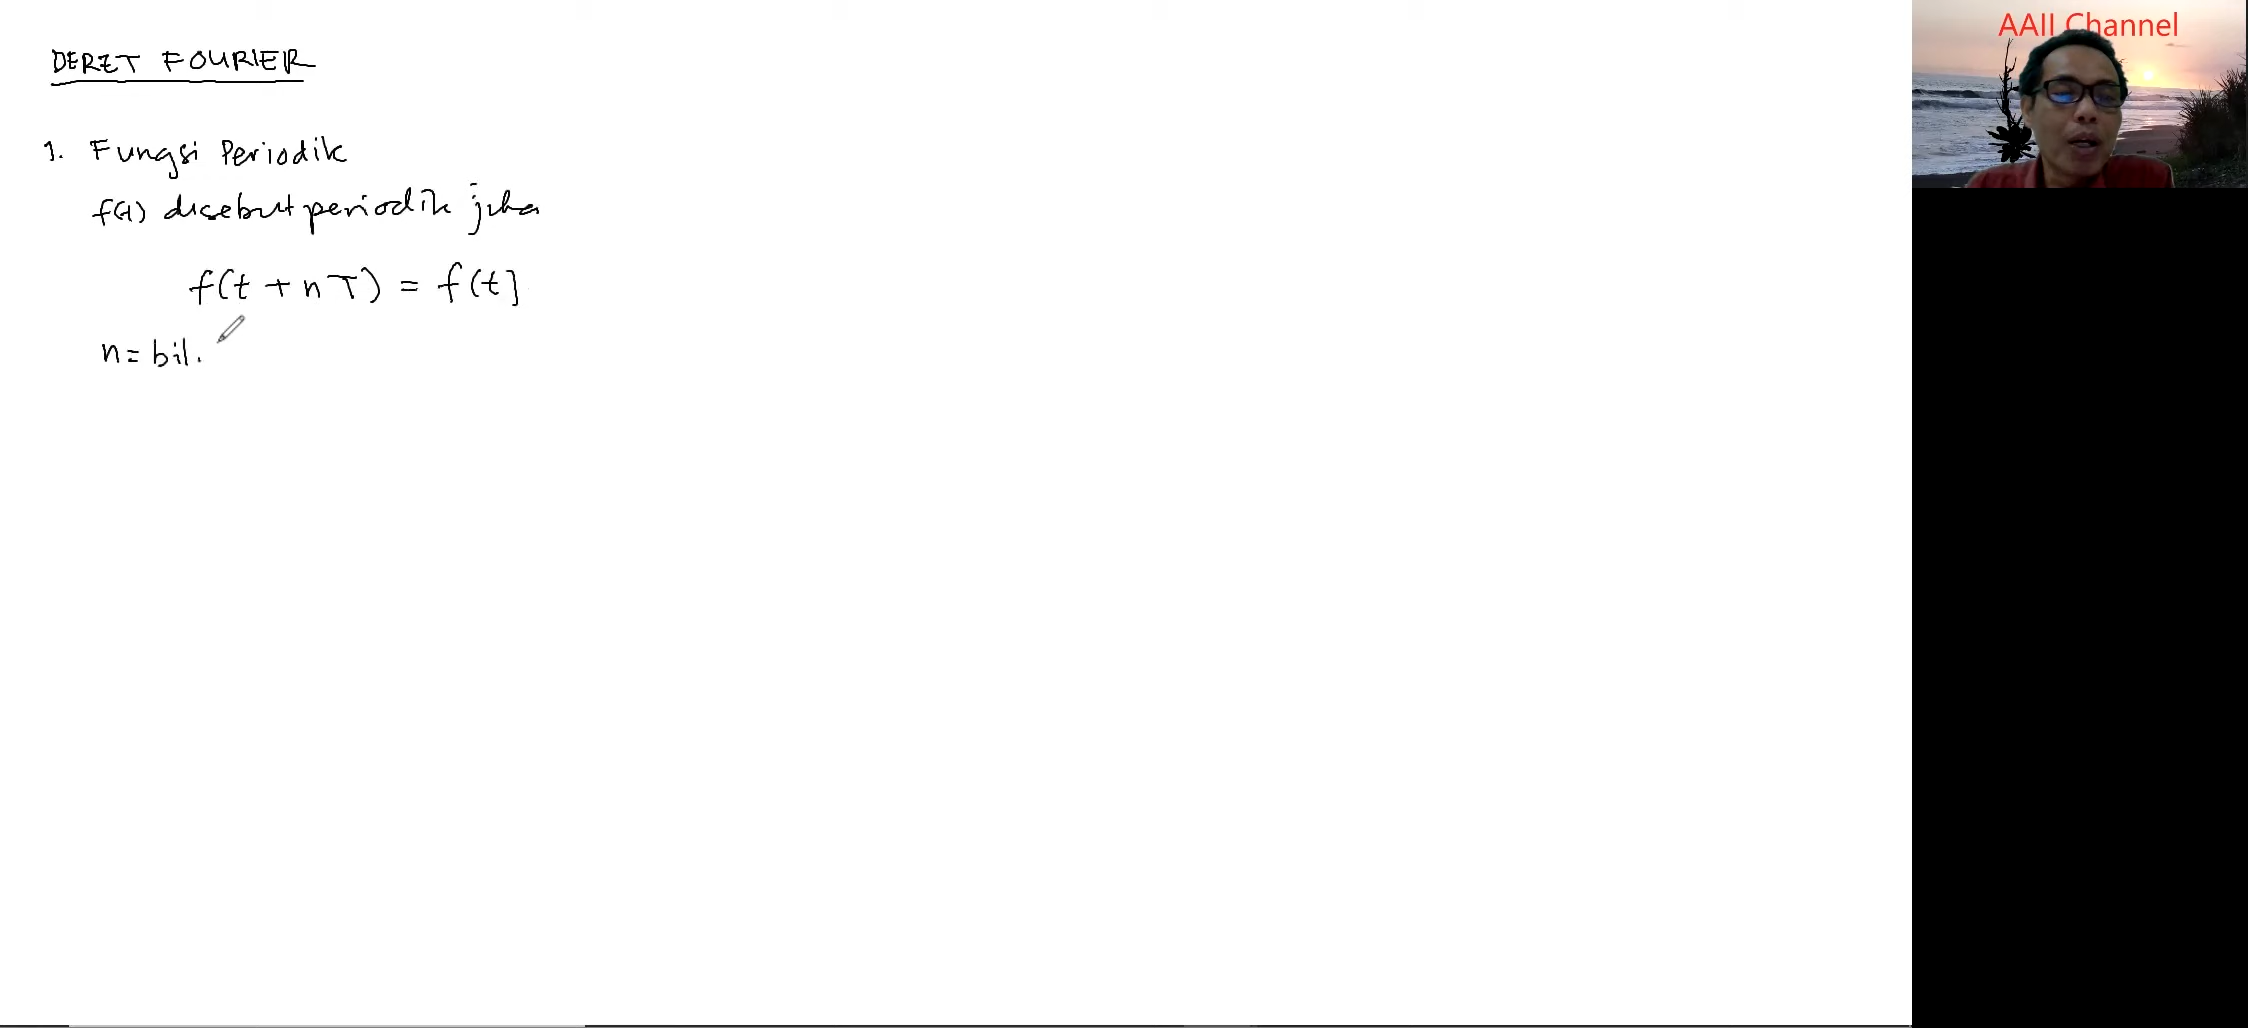 DERET FOURIER
1. Fungsi Periodik
f(t) disebut periodik jika
f(t + nT) = f(t)
n = bil.
AAII Channel